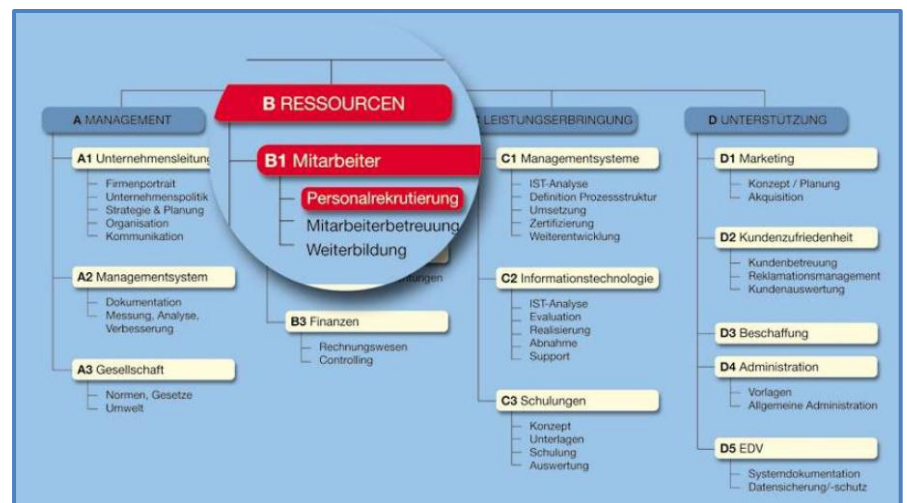 A MANAGEMENT
A1 Unternehmensleitung
Firmenportrait
Unternehmenspolitik
Strategie & Planung
Organisation
Kommunikation
A2 Managementsystem
Dokumentation
Messung, Analyse,
Verbesserung
A3 Gesellschaft
Normen, Gesetze
Umwelt
B RESSOURCEN
B1 Mitarbeiter
Personalrekrutierung
Mitarbeiterbetreuung
Weiterbildung
B3 Finanzen
Rechnungswesen
Controlling
LEISTUNGSERBRINGUNG
C1 Managementsysteme
IST-Analyse
Definition Prozessstruktur
Umsetzung
Zertifizierung
Weiterentwicklung
C2 Informationstechnologie
IST-Analyse
Evaluation
Realisierung
Abnahme
Support
C3 Schulungen
Konzept
Unterlagen
Schulung
Auswertung
D UNTERSTUTZUNG
D1 Marketing
Konzept / Planung
Akquisition
D2 Kundenzufriedenheit
Kundenbetreuung
Reklamationsmanagement
Kundenauswertung
D3 Beschaffung
D4 Administration
Vorlagen
Allgemeine Administration
D5 EDV
Systemdokumentation
Datensicherung/-schutz